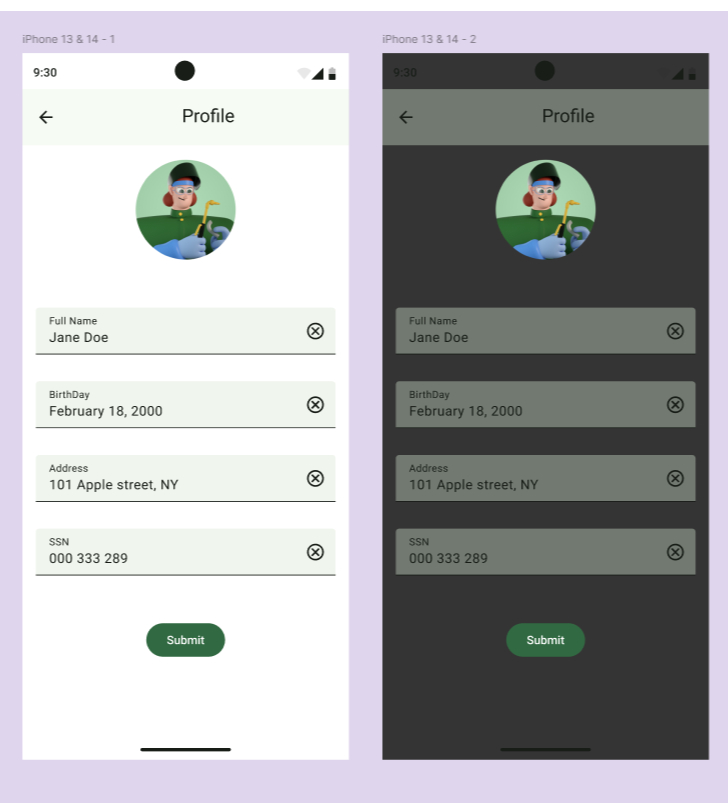 iPhone 13 & 14 - 1
9:30
Profile
Full Name
Jane Doe
BirthDay
February 18, 2000
Address
101 Apple street, NY
SSN
000 333 289
Submit
iPhone 13 & 14 - 2
9:30
Profile
Full Name
Jane Doe
BirthDay
February 18, 2000
Address
101 Apple street, NY
SSN
000 333 289
Submit